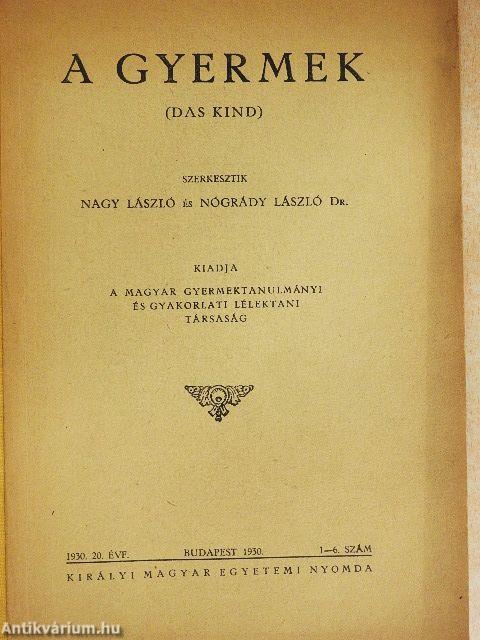 A GYERMEK
(DAS KIND)
SZERKESZTIK
NAGY LÁSZLÓ ÉS NÓGRÁDY LÁSZLÓ DR.
KIADJA
A MAGYAR GYERMEKTANULMÁNYI
ÉS GYAKORLATI LÉLEKTANI
TÁRSASÁG
1930. 20. ÉVF. BUDAPEST 1930. 1—6. SZÁM
KIRÁLYI MAGYAR EGYETEMI NYOMDA
Antikvárium.hu